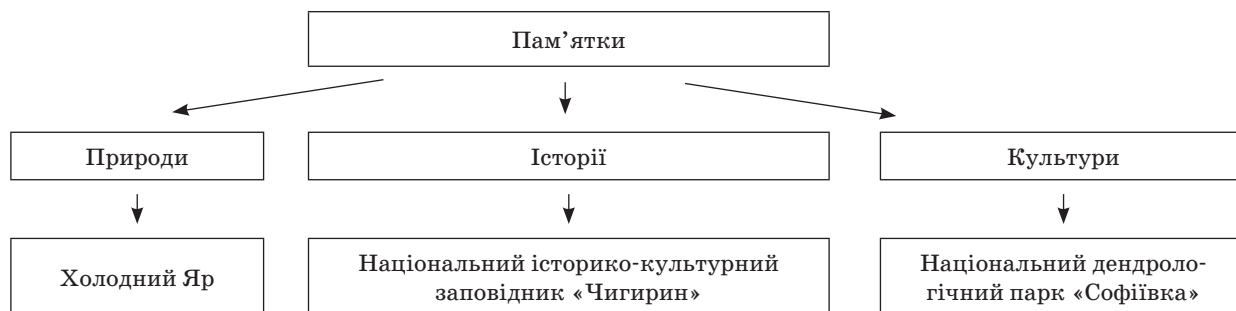 Пам’ятки
Природи
Історії
Культури
Холодний Яр
Національний історико-культурний
заповідник «Чигирин»
Національний дендроло-
гічний парк «Софіївка»